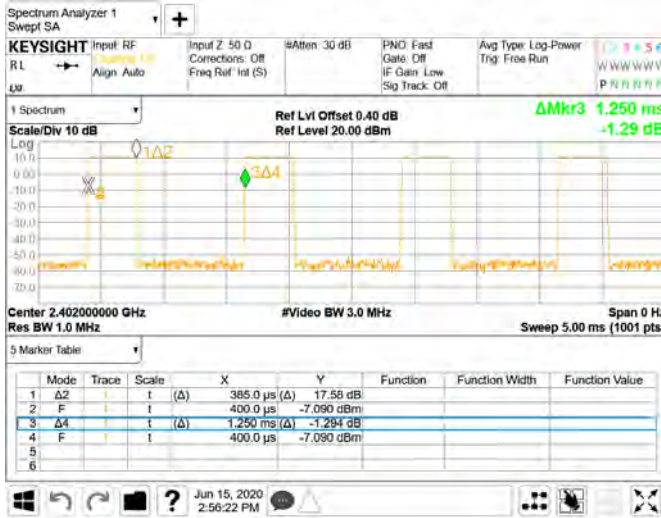 Spectrum Analyzer 1
Swept SA
+
KEYSIGHT Input: RF Input Z: 50 Ω #Atten: 30 dB PNO: Fast Avg Type: Log-Power
RL Corrections: Off Gate: Off Trig: Free Run
Align: Auto Freq Ref: Int (S) IF Gain: Low
Sig Track: Off
1 Spectrum
Ref Lvl Offset 0.40 dB
ΔMkr3 1.250 ms
Scale/Div 10 dB Ref Level 20.00 dBm -1.29 dB
Log
10.0
0.00
-10.0
-20.0
-30.0
-40.0
-50.0
-60.0
-70.0
1Δ2
3Δ4
Center 2.402000000 GHz #Video BW 3.0 MHz Span 0 Hz
Res BW 1.0 MHz Sweep 5.00 ms (1001 pts
5 Marker Table
Mode Trace Scale X Y Function Function Width Function Value
1 Δ2 1 t (Δ) 385.0 µs (Δ) 17.58 dB
2 F 1 t 400.0 µs -7.090 dBm
3 Δ4 1 t (Δ) 1.250 ms (Δ) -1.294 dB
4 F 1 t 400.0 µs -7.090 dBm
5
6
? Jun 15, 2020
2:56:22 PM